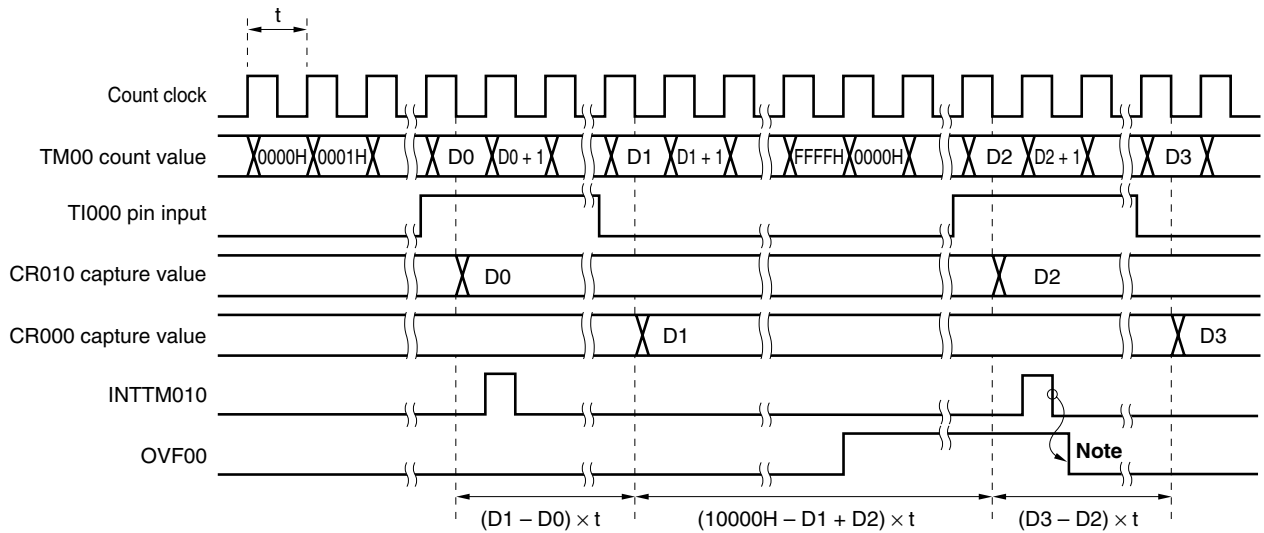 t
Count clock
TM00 count value 0000H 0001H D0 D0 + 1 D1 D1 + 1 FFFFH 0000H D2 D2 + 1 D3
TI000 pin input
CR010 capture value D0 D2
CR000 capture value D1 D3
INTTM010
OVF00 Note
(D1 – D0) × t (10000H – D1 + D2) × t (D3 – D2) × t